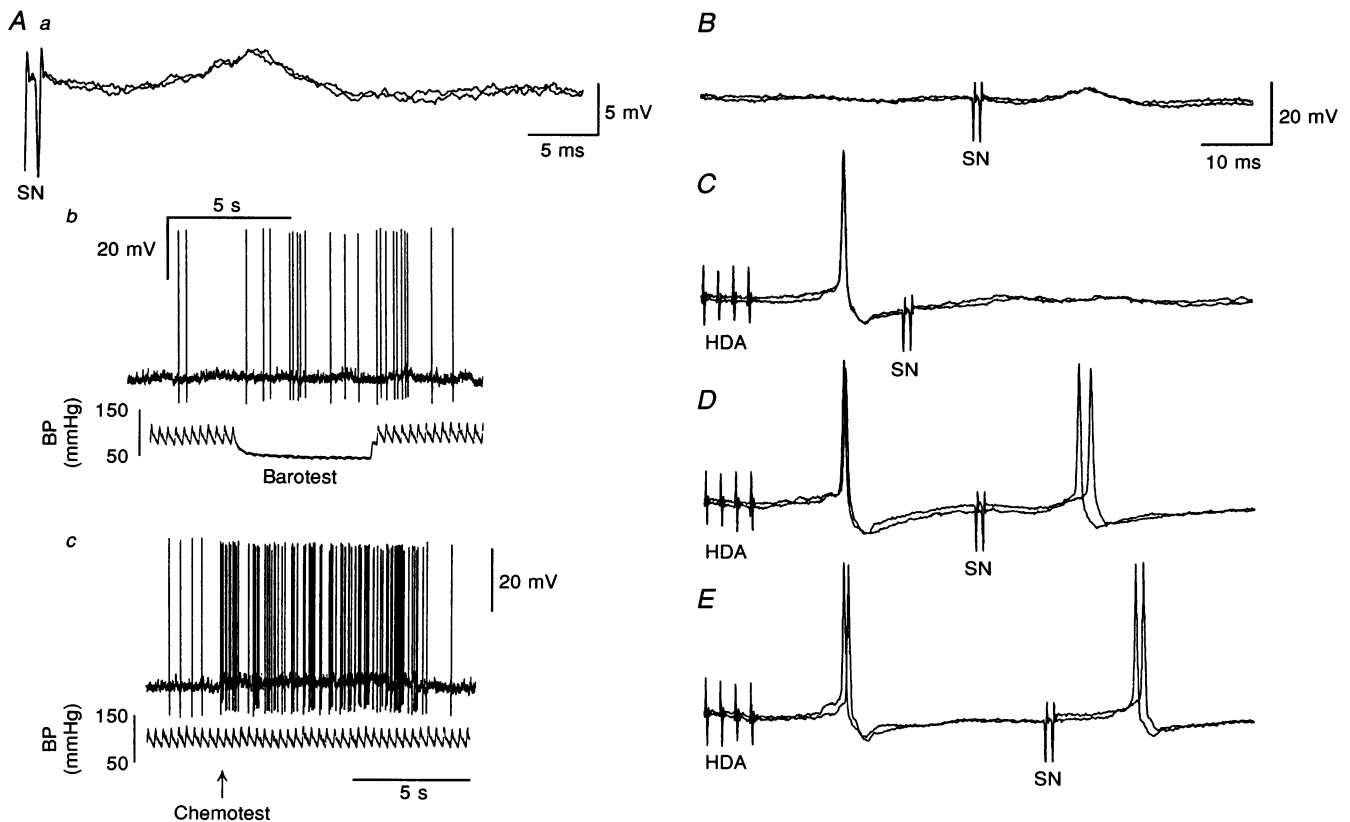 A a
5 mV
5 ms
SN
b
5 s
20 mV
150
BP
(mmHg)
50
Barotest
c
20 mV
150
BP
(mmHg)
50
5 s
Chemotest
B
20 mV
SN
10 ms
C
HDA
SN
D
HDA
SN
E
HDA
SN